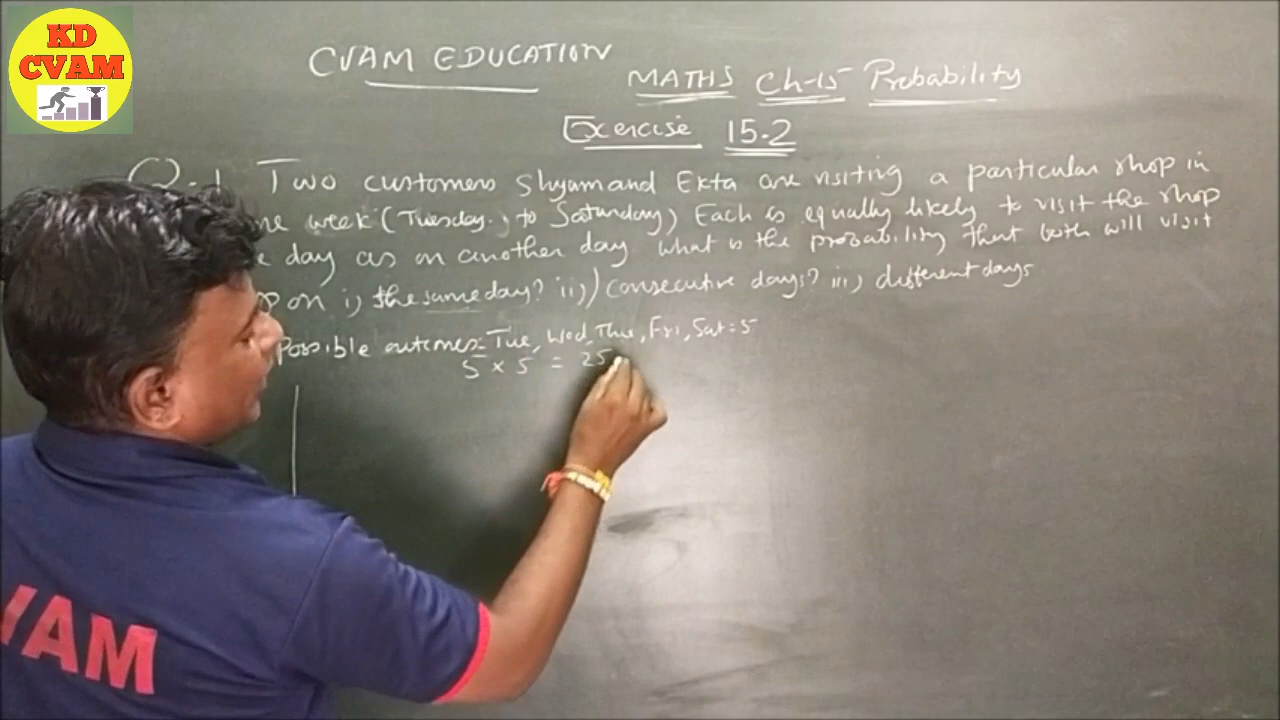 KD
CVAM
CVAM EDUCATION
MATHS Ch-15 Probability
Exercise 15.2
Q-1 Two customers Shyam and Ekta are visiting a particular shop in
week (Tuesday, to Saturday) Each is equally likely to visit the shop
day as on another day what is the probability that both will visit
on i) the same day? ii) consecutive days? iii) different days
Possible outcomes:- Tue, Wed, Thu, Fri, Sat = 5
5 × 5 = 25
VAM